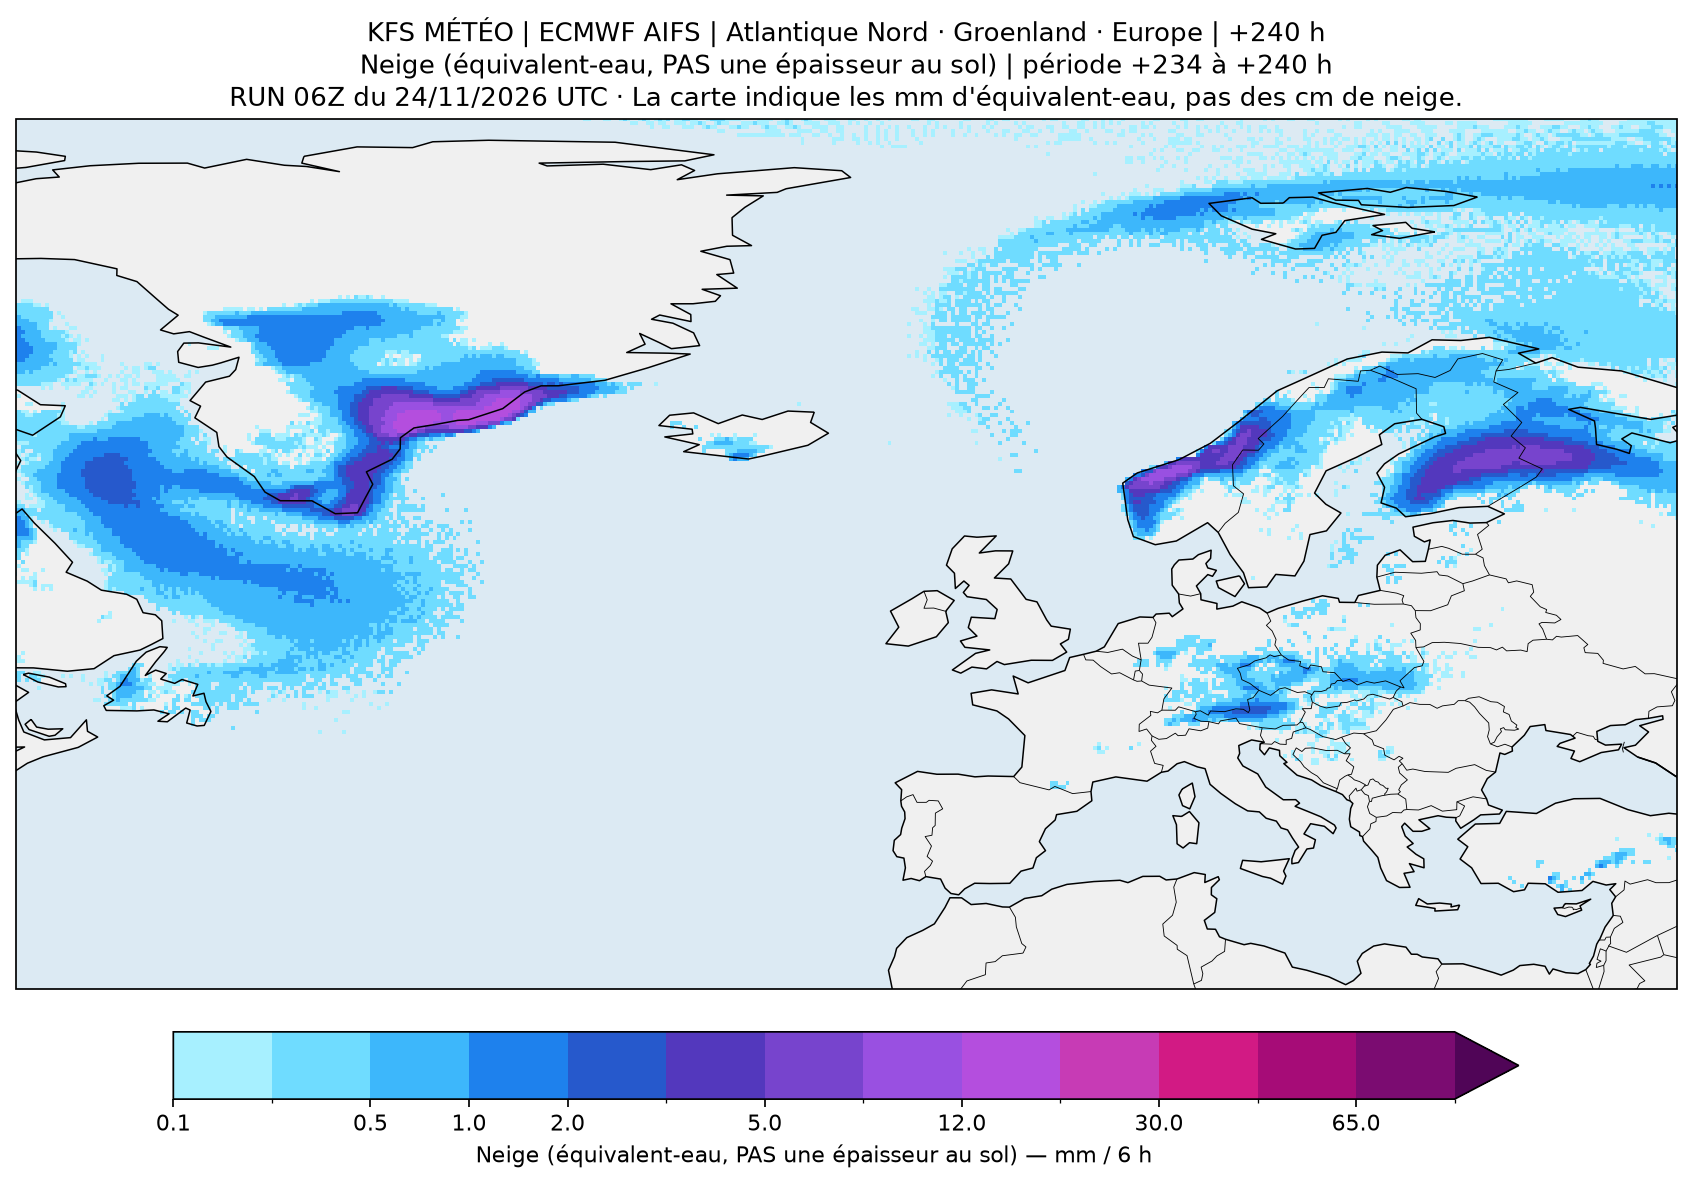 KFS MÉTÉO | ECMWF AIFS | Atlantique Nord · Groenland · Europe | +240 h
Neige (équivalent-eau, PAS une épaisseur au sol) | période +234 à +240 h
RUN 06Z du 24/11/2026 UTC · La carte indique les mm d'équivalent-eau, pas des cm de neige.
0.1 0.5 1.0 2.0 5.0 12.0 30.0 65.0
Neige (équivalent-eau, PAS une épaisseur au sol) — mm / 6 h